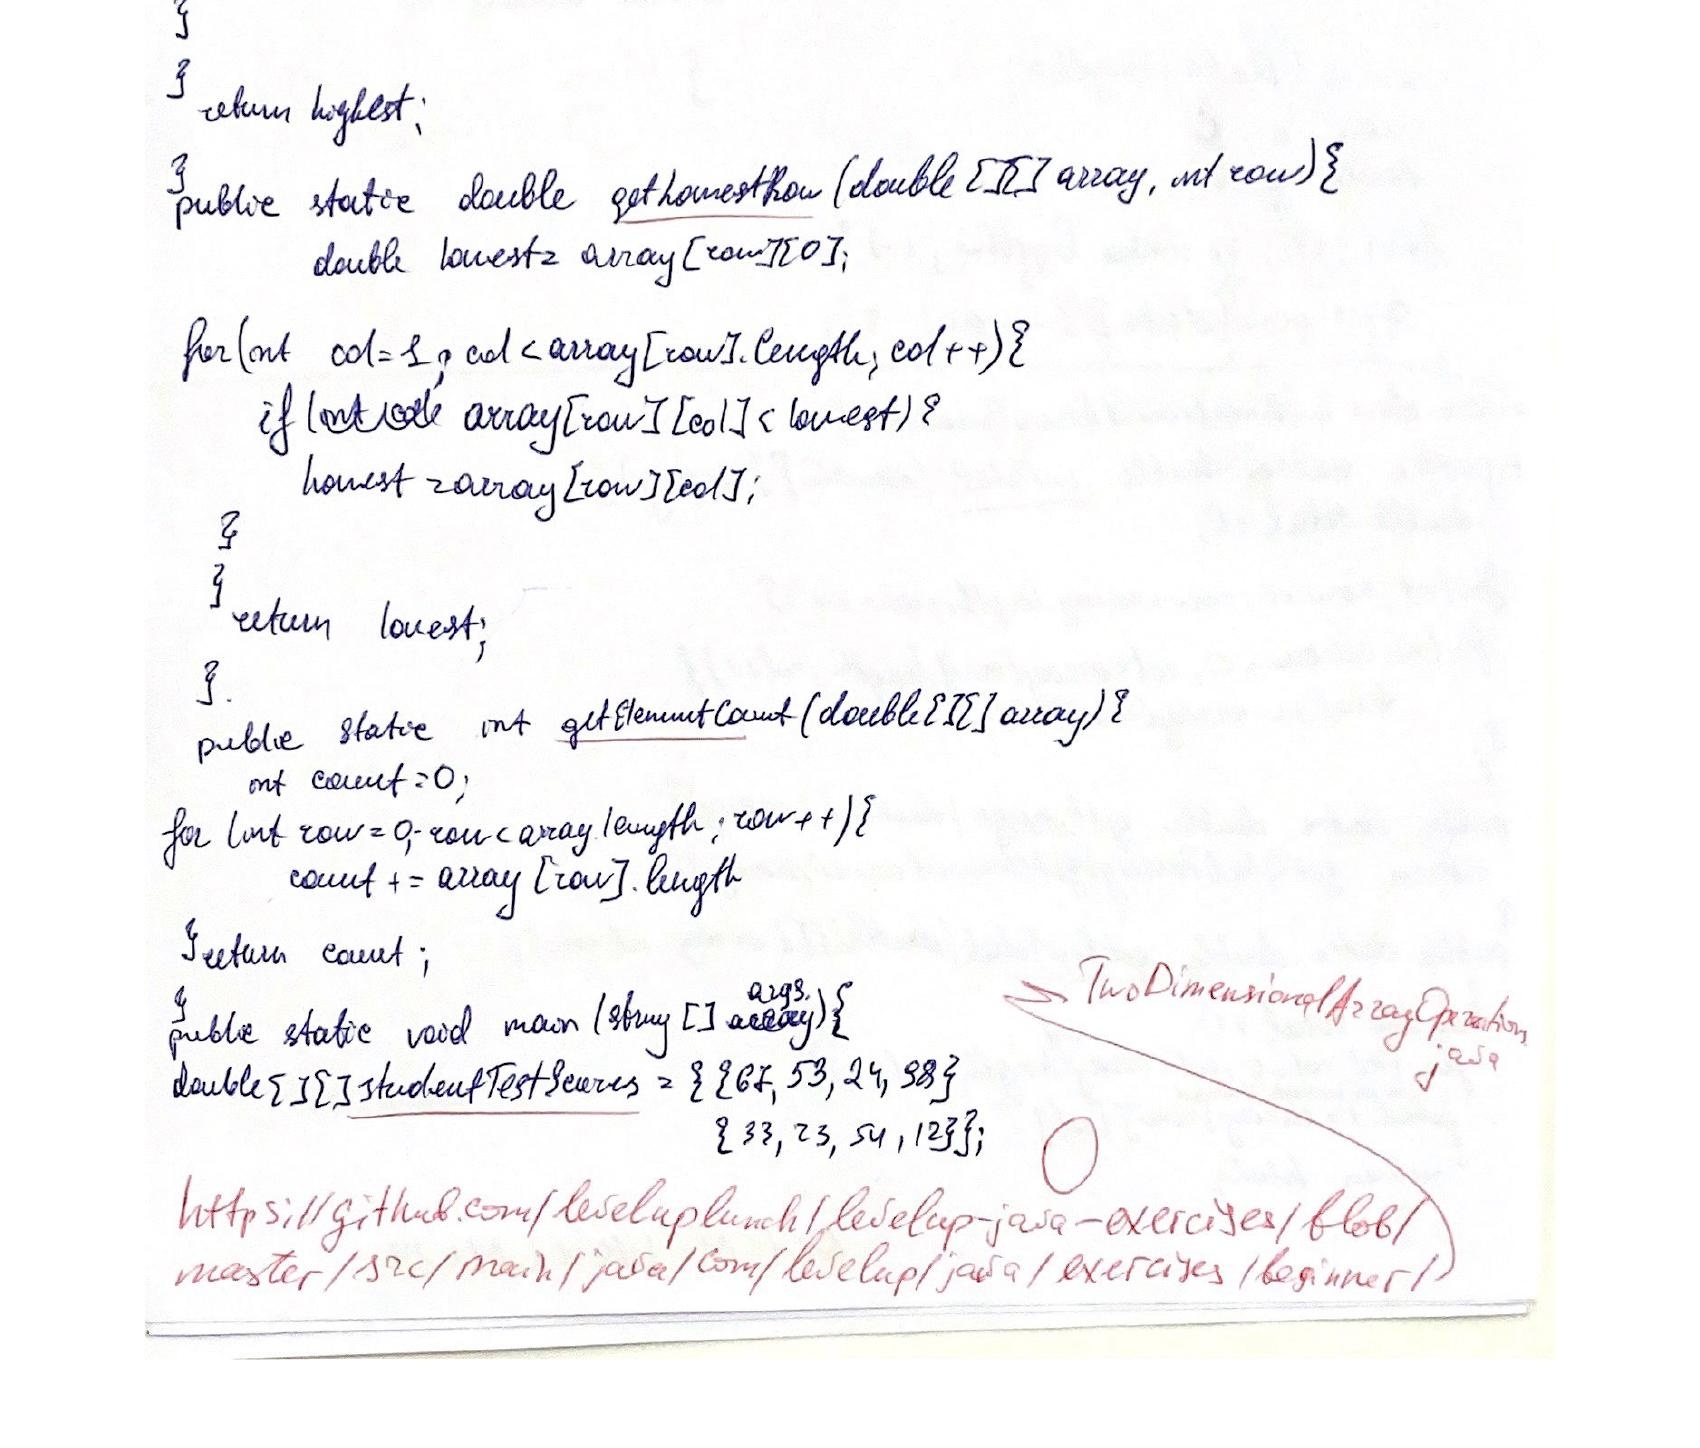 }
}
return highest;
}
public static double getLowestRow (double [][] array, int row){
double lowest = array[row][0];
for(int col=1; col<array[row].length; col++){
if (int code array[row][col] < lowest){
lowest = array[row][col];
}
}
return lowest;
}.
public static int getElementCount (double[][] array){
int count = 0;
for (int row = 0; row < array.length; row++){
count += array [row].length
} return count;
}
args.
public static void main (string [] array){
double[][] studentTestScores = {{67, 53, 24, 98}
{33, 23, 54, 12}};
TwoDimensionalArrayOperations
java
https://github.com/leveluplunch/levelup-java-exercises/blob/
master/src/main/java/com/levelup/java/exercises/beginner/